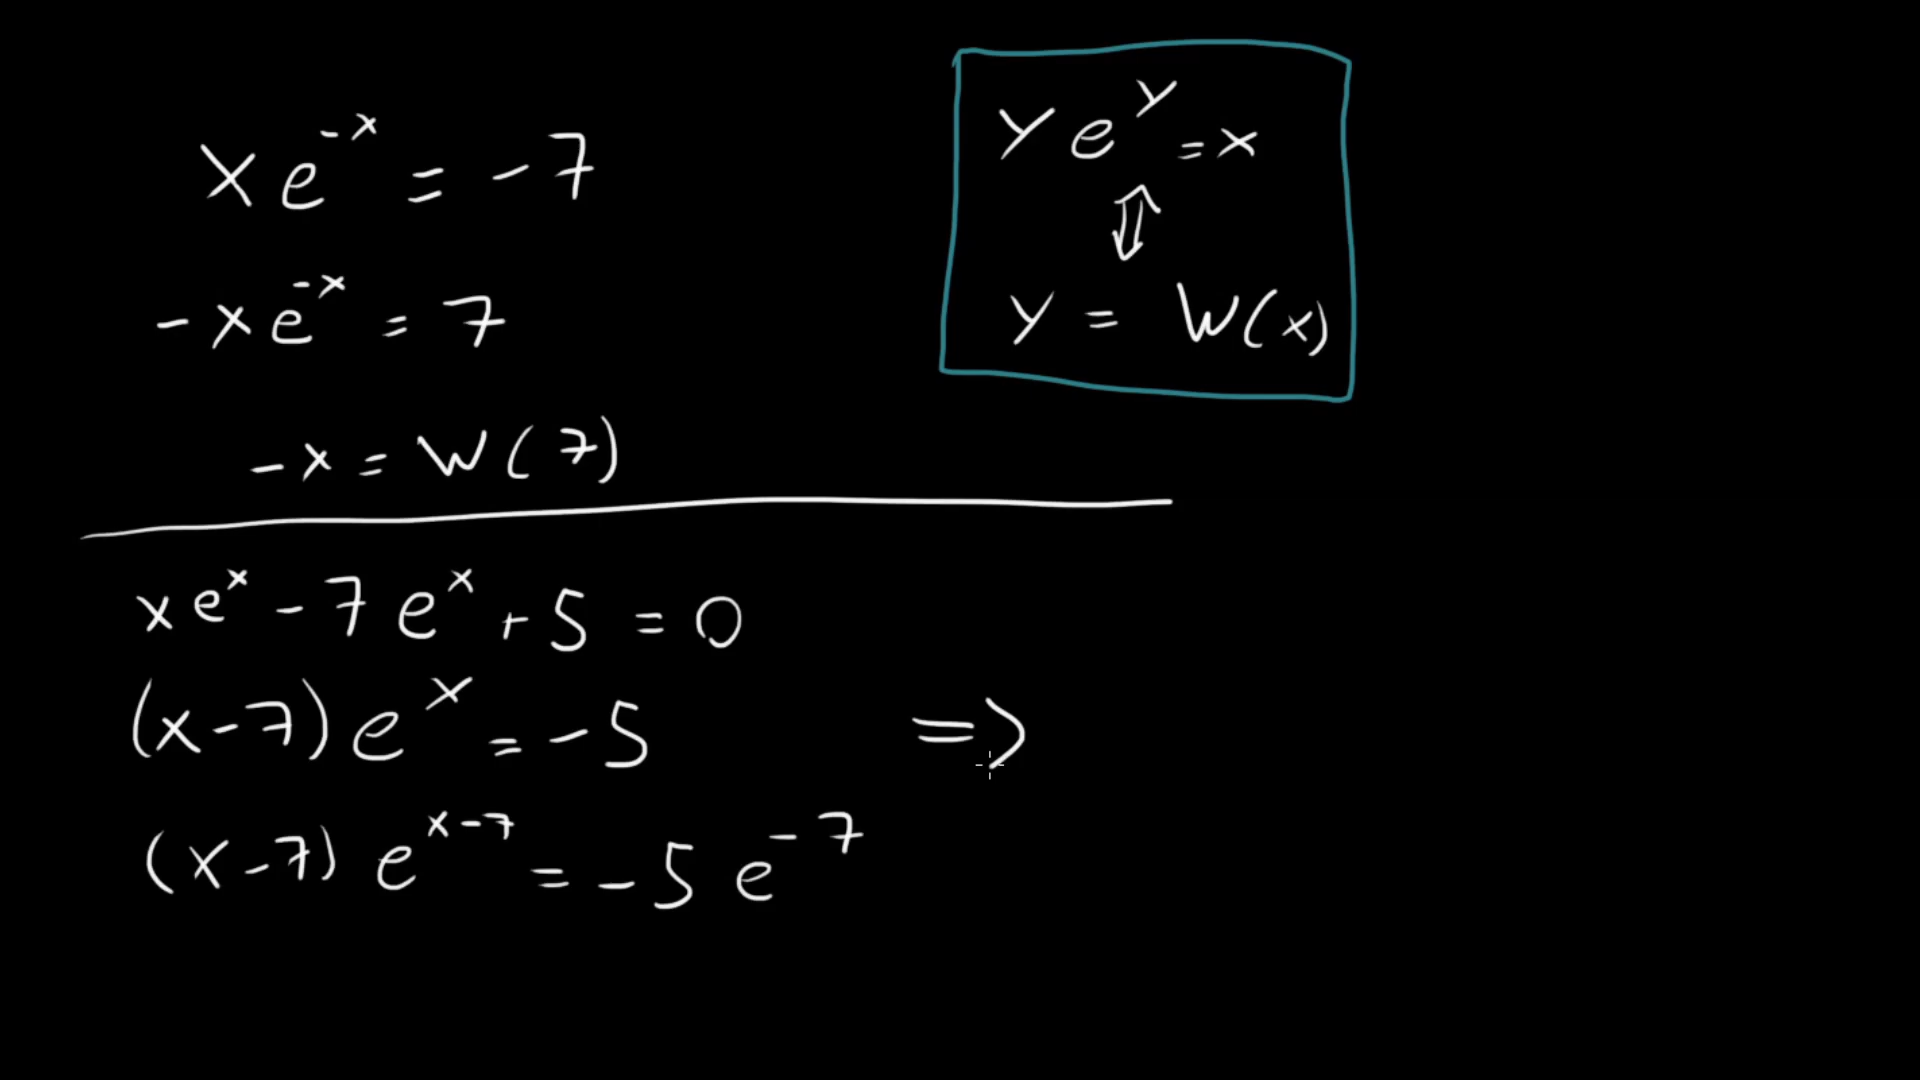 xe^{-x} = -7
-xe^{-x} = 7
-x = W(7)
ye^{y} = x
⇕
y = W(x)
xe^{x} - 7e^{x} + 5 = 0
(x-7)e^{x} = -5 =>
(x-7)e^{x-7} = -5e^{-7}